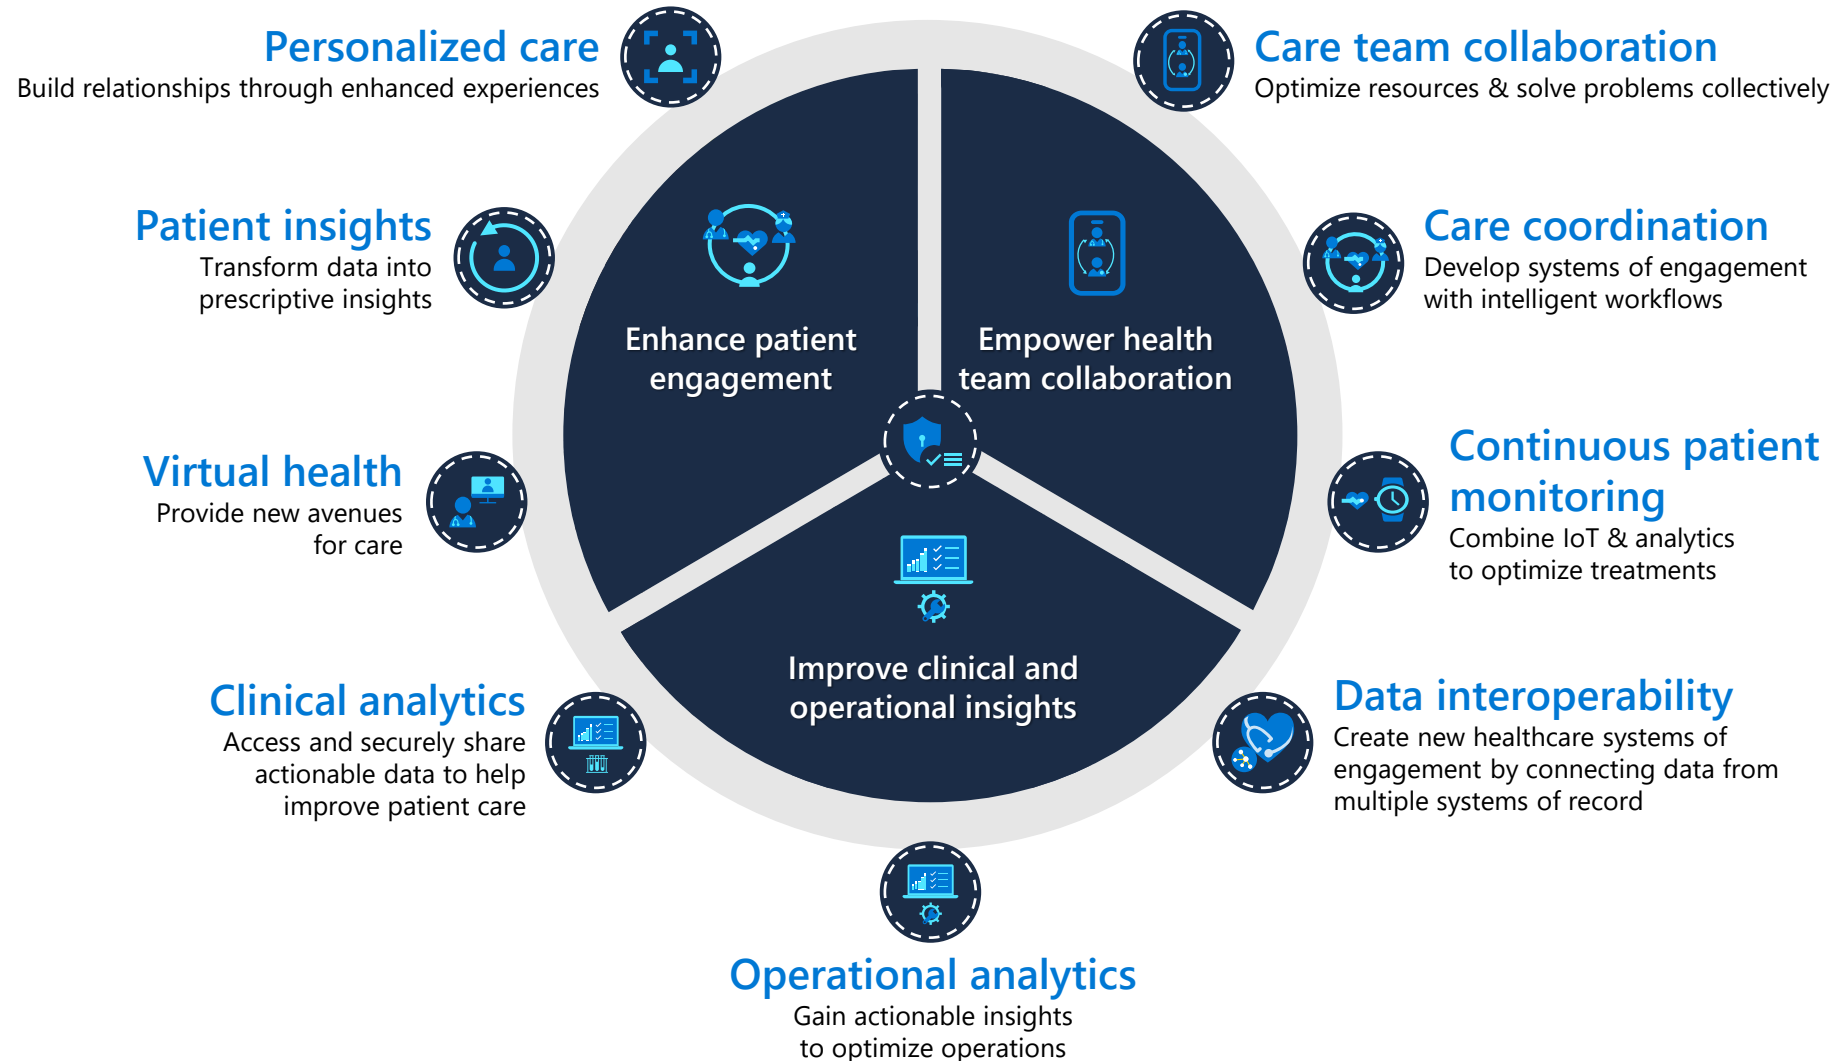 Personalized care
Build relationships through enhanced experiences
Care team collaboration
Optimize resources & solve problems collectively
Patient insights
Transform data into
prescriptive insights
Care coordination
Develop systems of engagement
with intelligent workflows
Enhance patient
engagement
Empower health
team collaboration
Virtual health
Provide new avenues
for care
Continuous patient
monitoring
Combine IoT & analytics
to optimize treatments
Improve clinical and
operational insights
Clinical analytics
Access and securely share
actionable data to help
improve patient care
Data interoperability
Create new healthcare systems of
engagement by connecting data from
multiple systems of record
Operational analytics
Gain actionable insights
to optimize operations